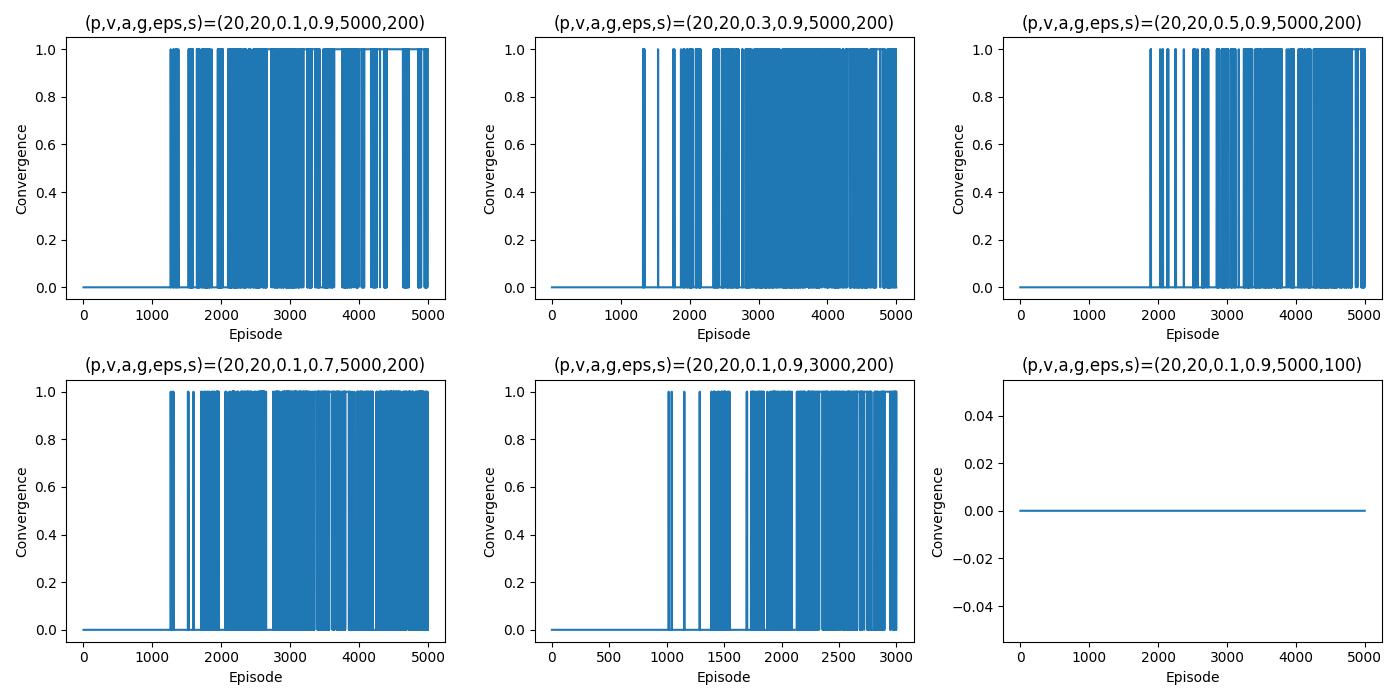 (p,v,a,g,eps,s)=(20,20,0.1,0.9,5000,200)
1.0
0.8
0.6
0.4
0.2
0.0
Convergence
0 1000 2000 3000 4000 5000
Episode
(p,v,a,g,eps,s)=(20,20,0.3,0.9,5000,200)
1.0
0.8
0.6
0.4
0.2
0.0
Convergence
0 1000 2000 3000 4000 5000
Episode
(p,v,a,g,eps,s)=(20,20,0.5,0.9,5000,200)
1.0
0.8
0.6
0.4
0.2
0.0
Convergence
0 1000 2000 3000 4000 5000
Episode
(p,v,a,g,eps,s)=(20,20,0.1,0.7,5000,200)
1.0
0.8
0.6
0.4
0.2
0.0
Convergence
0 1000 2000 3000 4000 5000
Episode
(p,v,a,g,eps,s)=(20,20,0.1,0.9,3000,200)
1.0
0.8
0.6
0.4
0.2
0.0
Convergence
0 500 1000 1500 2000 2500 3000
Episode
(p,v,a,g,eps,s)=(20,20,0.1,0.9,5000,100)
0.04
0.02
0.00
−0.02
−0.04
Convergence
0 1000 2000 3000 4000 5000
Episode